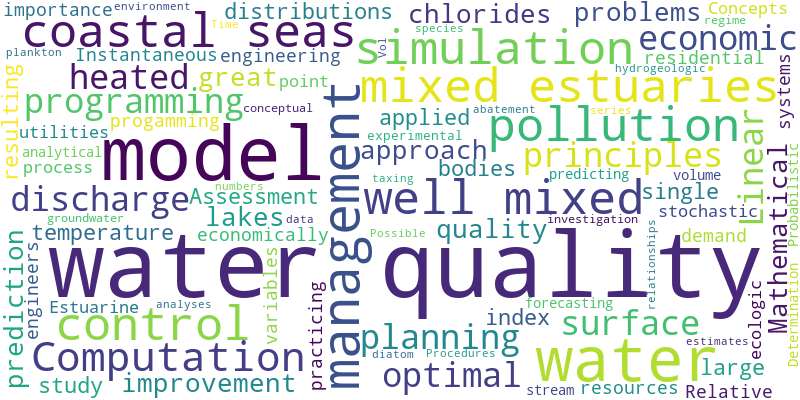 importance
environment
distributions
chlorides
problems
Concepts
coastal seas
Time
species
regime
economic
plankton
Instantaneous
engineering
Vol
simulation
residential
heated
great
point
hydrogeologic
resulting
programming
conceptual
mixed estuaries
systems
utilities
progamming
applied
abatement
series
pollution
analytical
model
experimental
approach
principles
Linear
process
bodies
predicting
volume
Mathematical
Probabilistic
discharge
Assessment
numbers
management
taxing
well mixed
single
stochastic
groundwater
lakes
data
investigation
temperature
economically
Possible
quality
demand
prediction
engineers
water quality
relationships
variables
practicing
Estuarine
analyses
forecasting
control
index
surface
ecologic
Determination
planning
estimates
Computation
diatom
Procedures
water
large
study
improvement
optimal
stream
resources
Relative